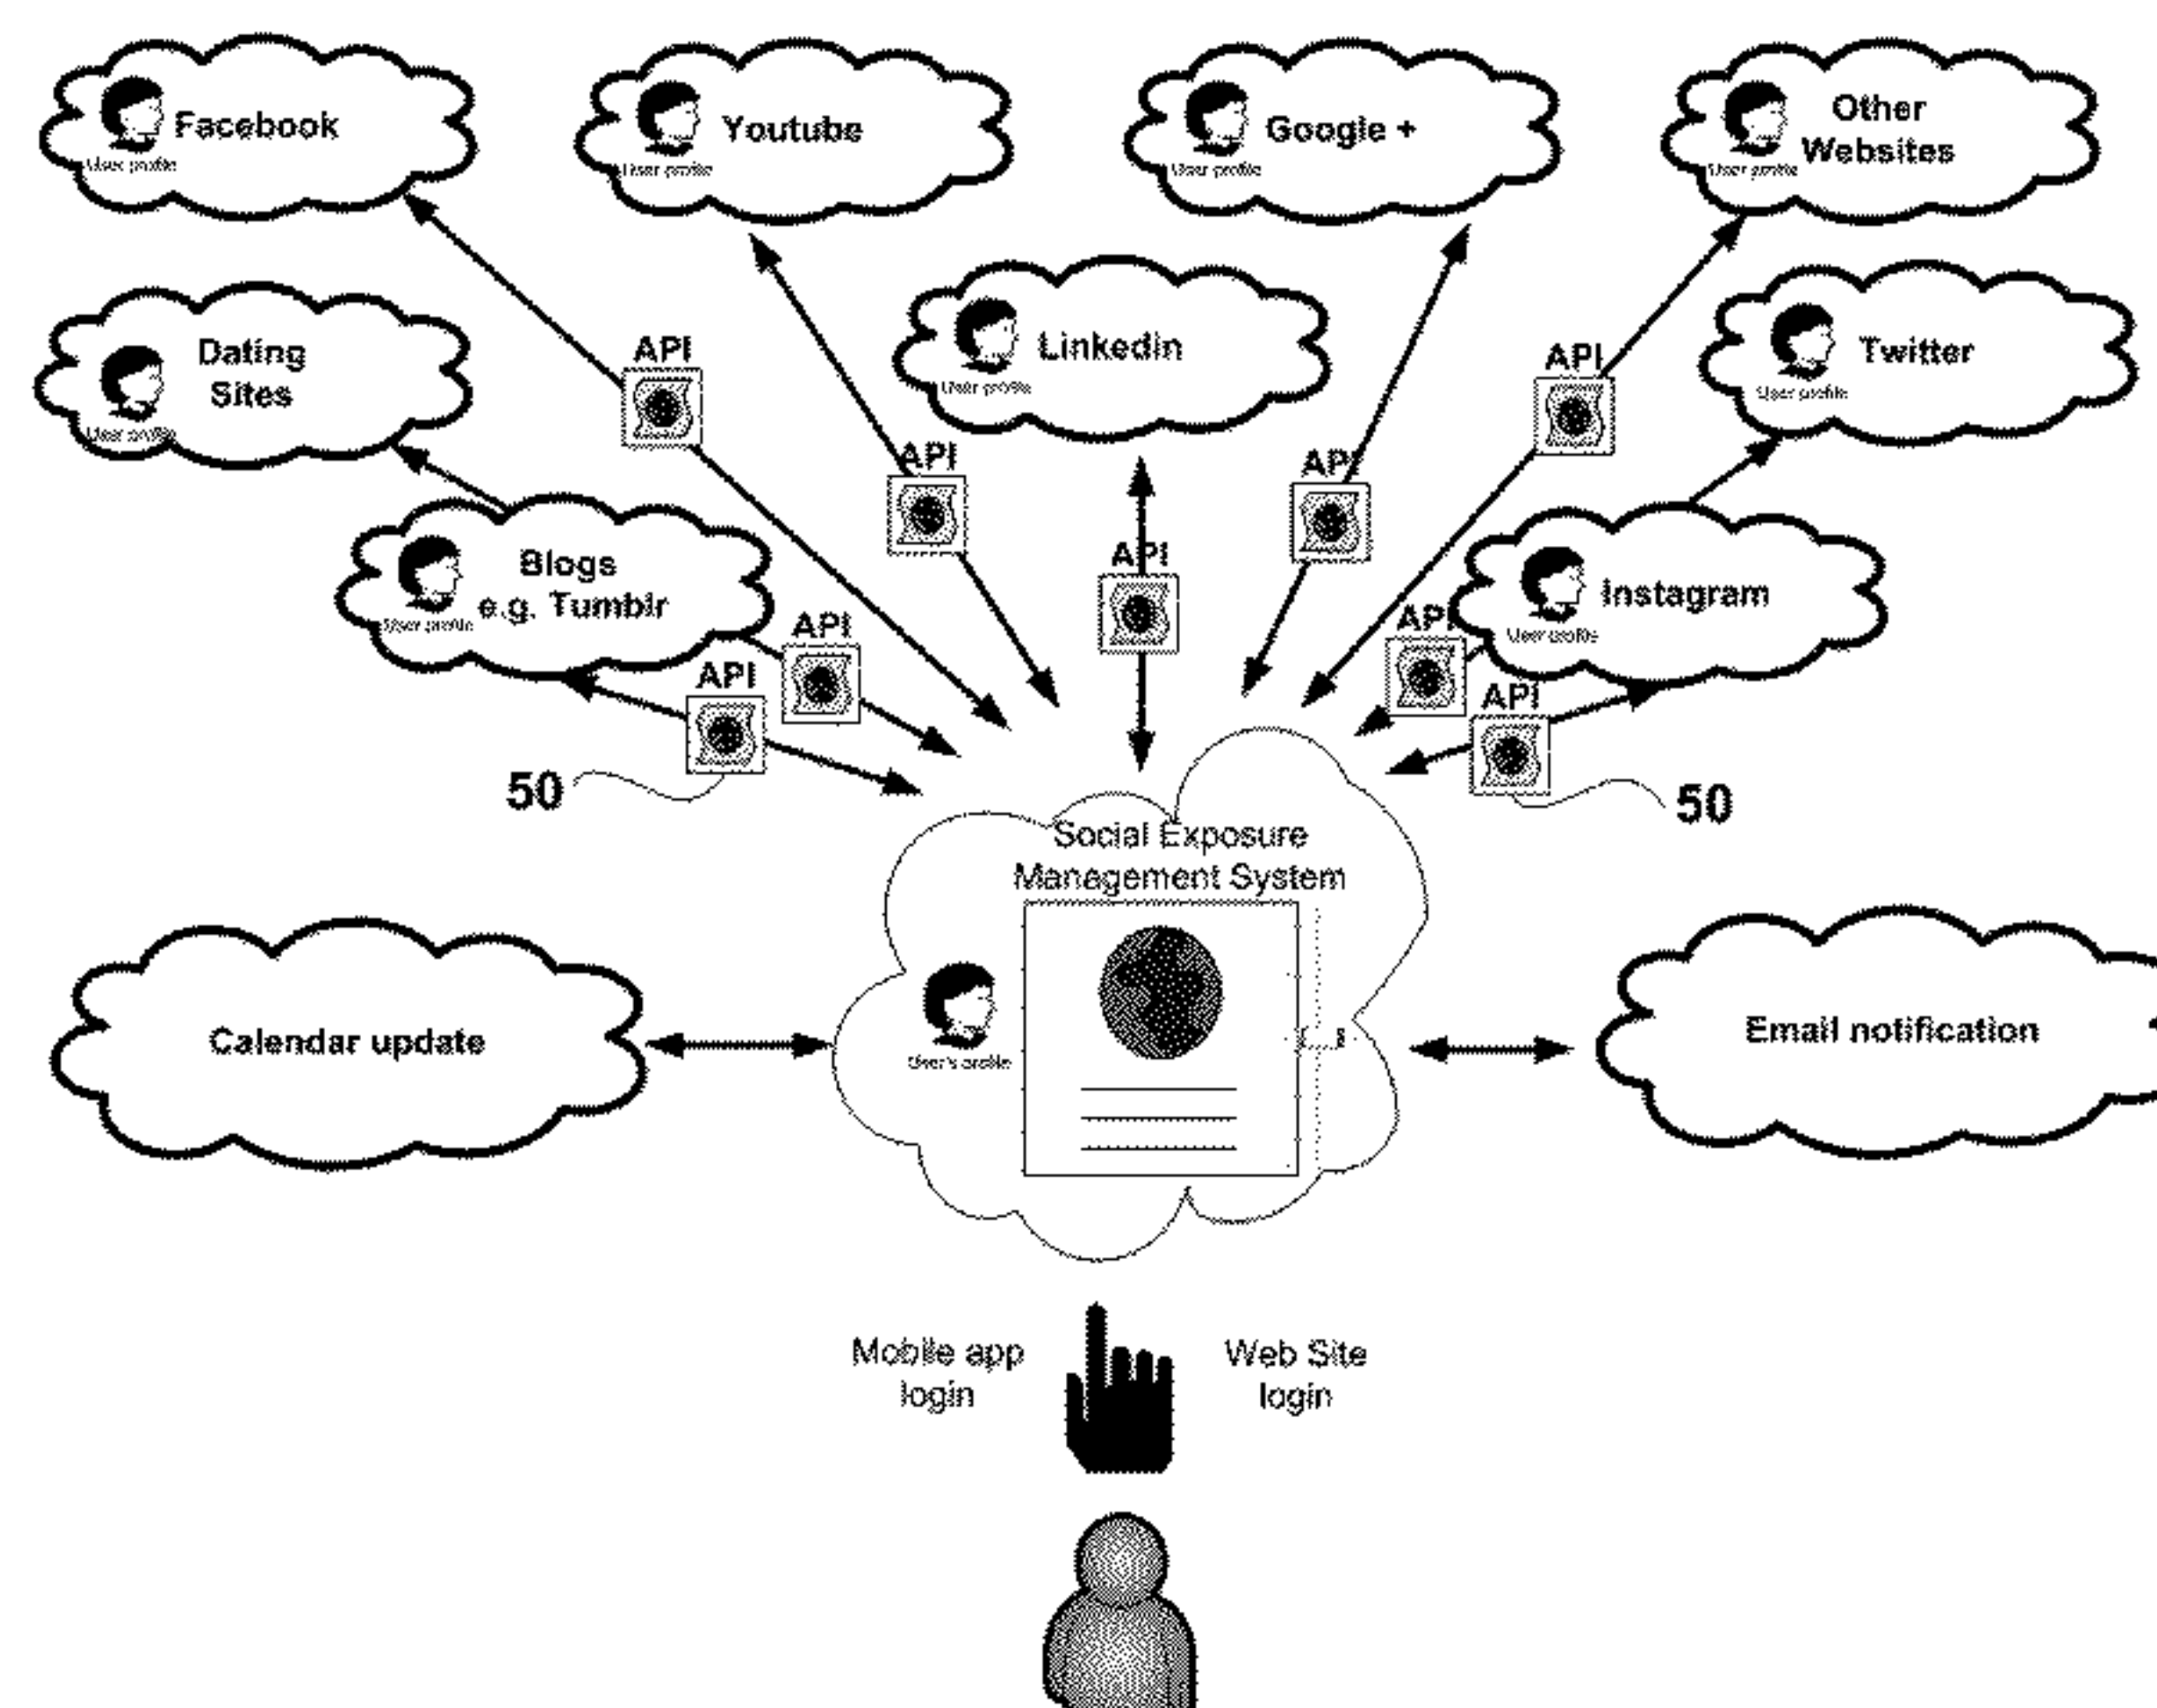 Facebook
User profile
Youtube
User profile
Google +
User profile
Other
Websites
User profile
Dating
Sites
User profile
Linkedin
User profile
Twitter
User profile
API
API
API
API
API
Blogs
e.g. Tumblr
User profile
Instagram
User profile
API
API
API
API
50
50
Social Exposure
Management System
User's profile
Calendar update
Email notification
Mobile app
login
Web Site
login